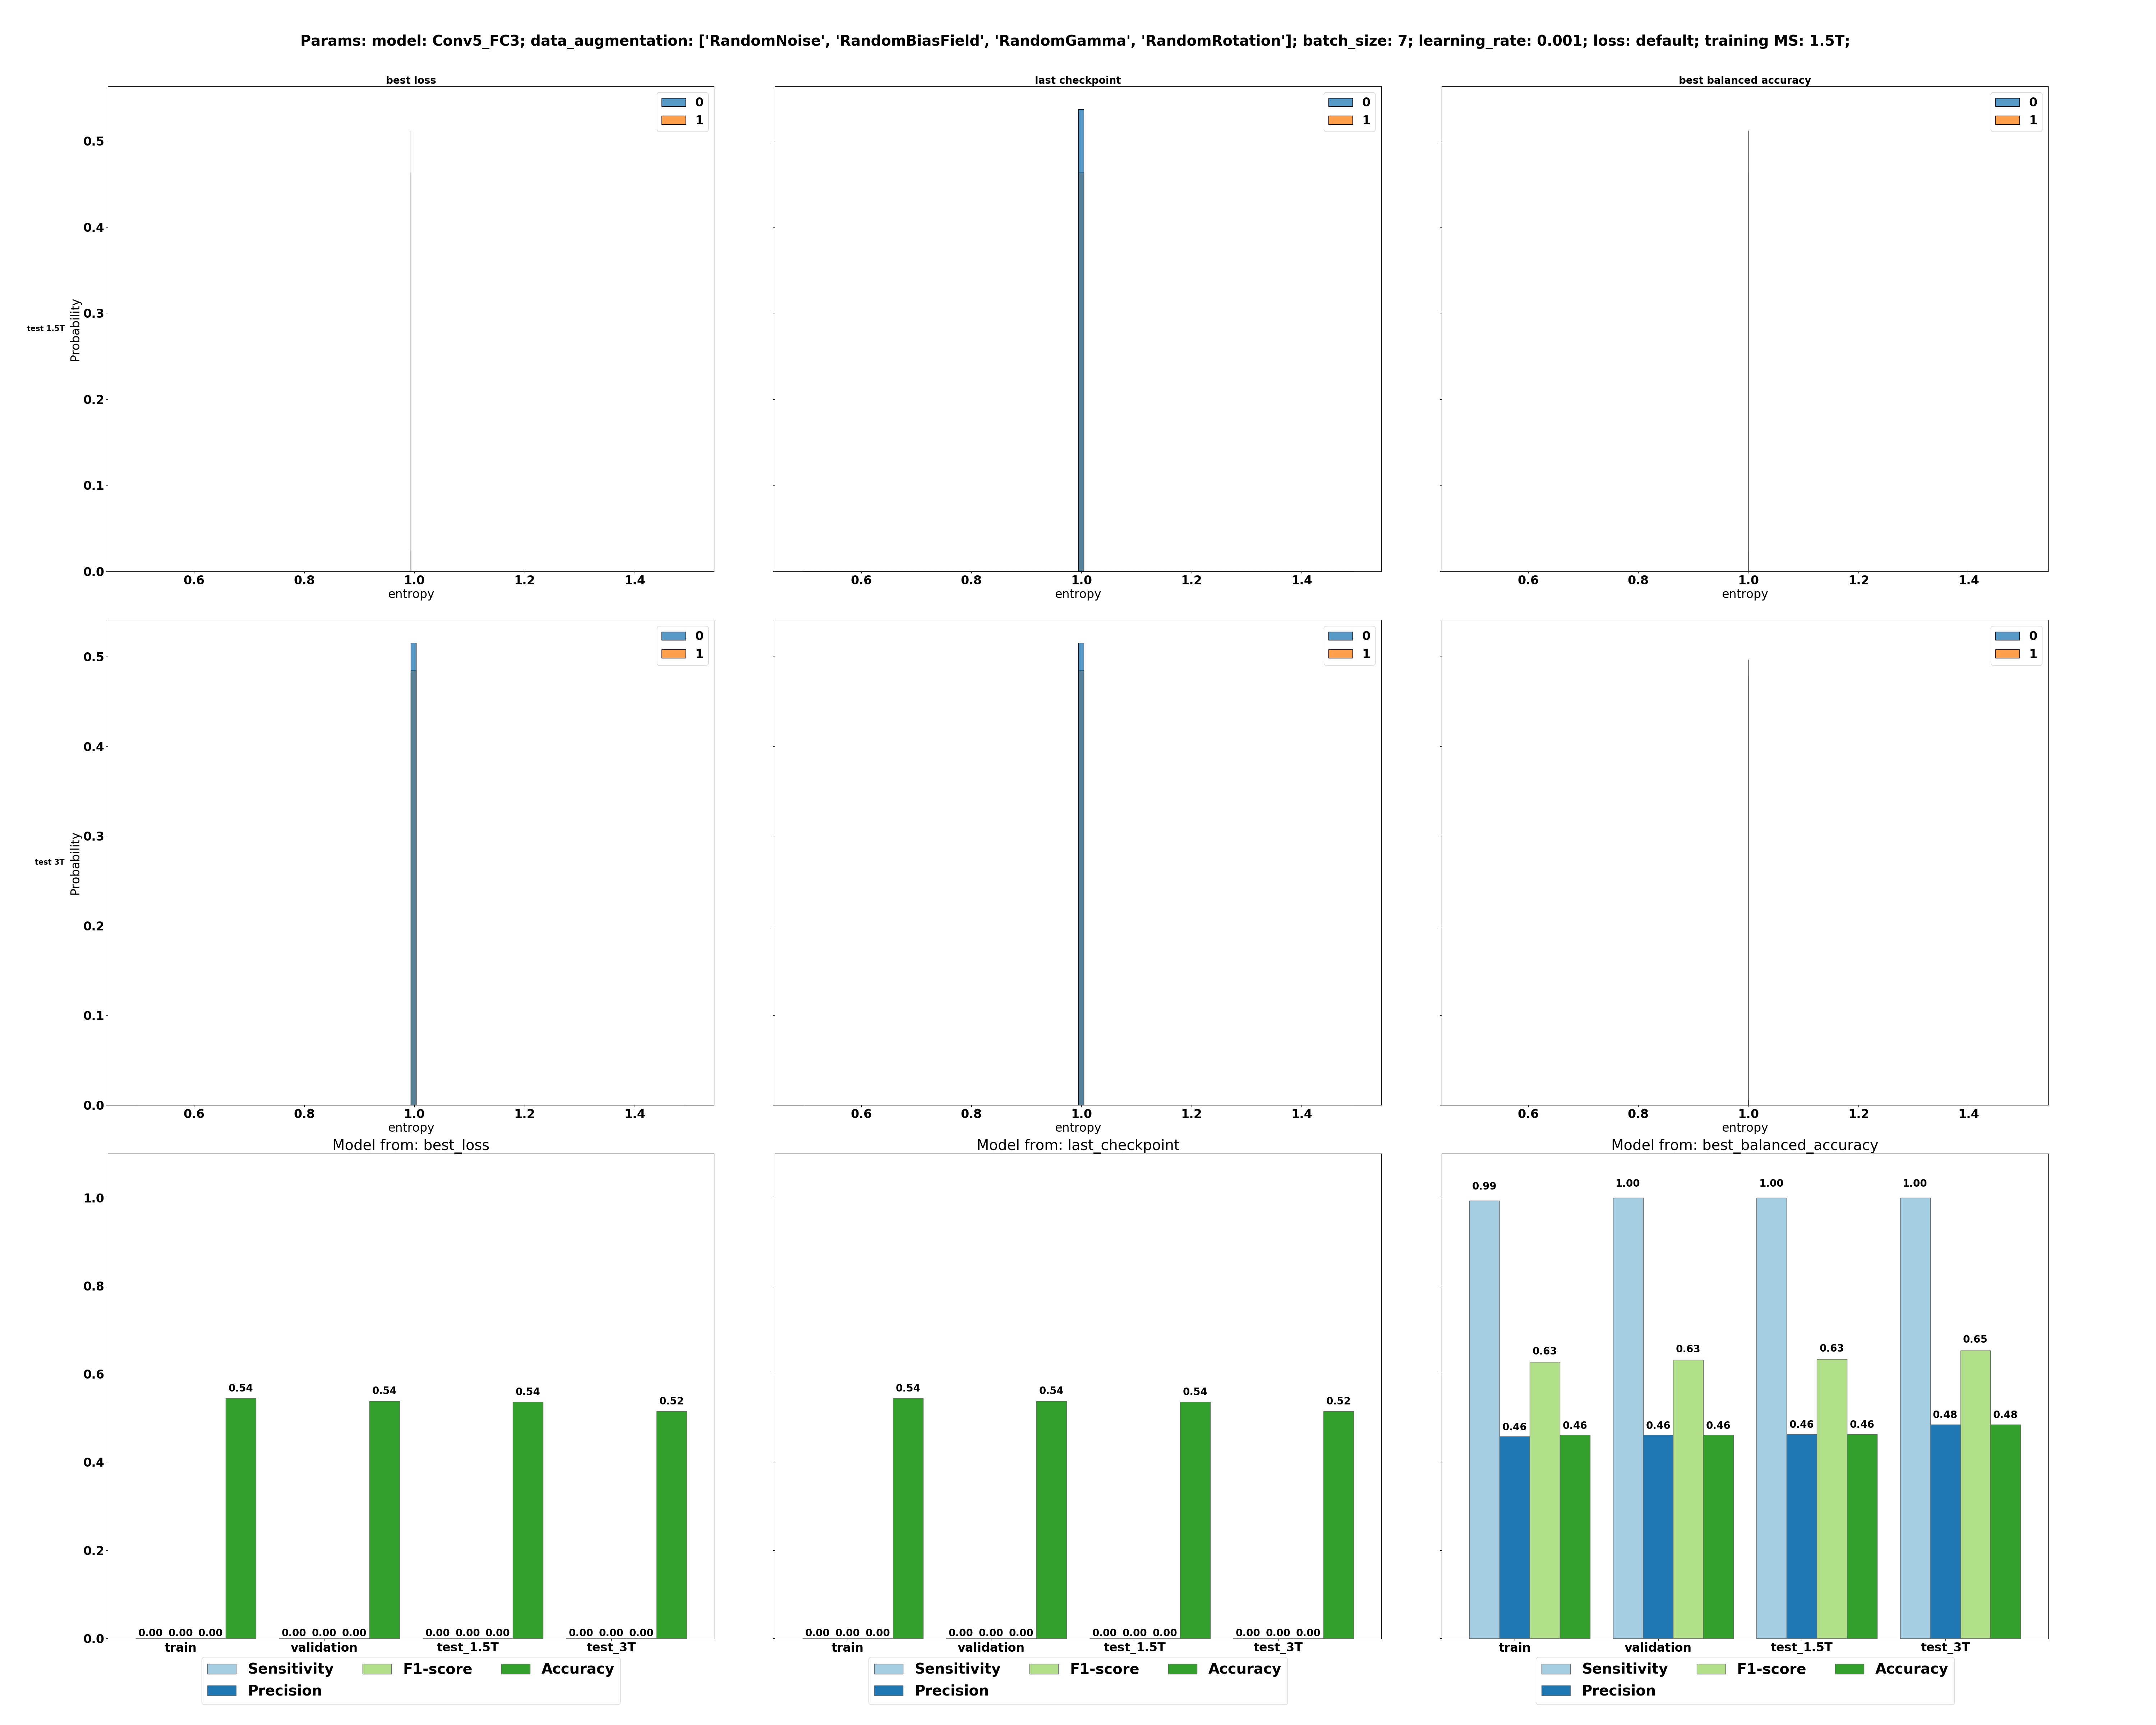 Params: model: Conv5_FC3; data_augmentation: ['RandomNoise', 'RandomBiasField', 'RandomGamma', 'RandomRotation']; batch_size: 7; learning_rate: 0.001; loss: default; training MS: 1.5T;
best loss
last checkpoint
best balanced accuracy
0
1
0
1
0
1
0.5
0.4
0.3
0.2
0.1
0.0
test 1.5T
Probability
0.6 0.8 1.0 1.2 1.4
0.6 0.8 1.0 1.2 1.4
0.6 0.8 1.0 1.2 1.4
entropy
entropy
entropy
0
1
0
1
0
1
0.5
0.4
0.3
0.2
0.1
0.0
test 3T
Probability
0.6 0.8 1.0 1.2 1.4
0.6 0.8 1.0 1.2 1.4
0.6 0.8 1.0 1.2 1.4
entropy
entropy
entropy
Model from: best_loss
1.0
0.8
0.6
0.4
0.2
0.0
0.00 0.00 0.00 0.54
0.00 0.00 0.00 0.54
0.00 0.00 0.00 0.54
0.00 0.00 0.00 0.52
train validation test_1.5T test_3T
Sensitivity F1-score Accuracy
Precision
Model from: last_checkpoint
0.00 0.00 0.00 0.54
0.00 0.00 0.00 0.54
0.00 0.00 0.00 0.54
0.00 0.00 0.00 0.52
train validation test_1.5T test_3T
Sensitivity F1-score Accuracy
Precision
Model from: best_balanced_accuracy
0.99 0.46 0.63 0.46
1.00 0.46 0.63 0.46
1.00 0.46 0.63 0.46
1.00 0.48 0.65 0.48
train validation test_1.5T test_3T
Sensitivity F1-score Accuracy
Precision